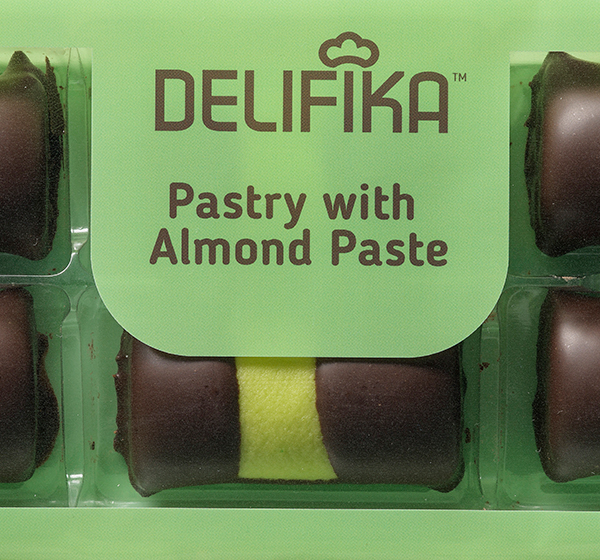 DELIFIKA™
Pastry with
Almond Paste